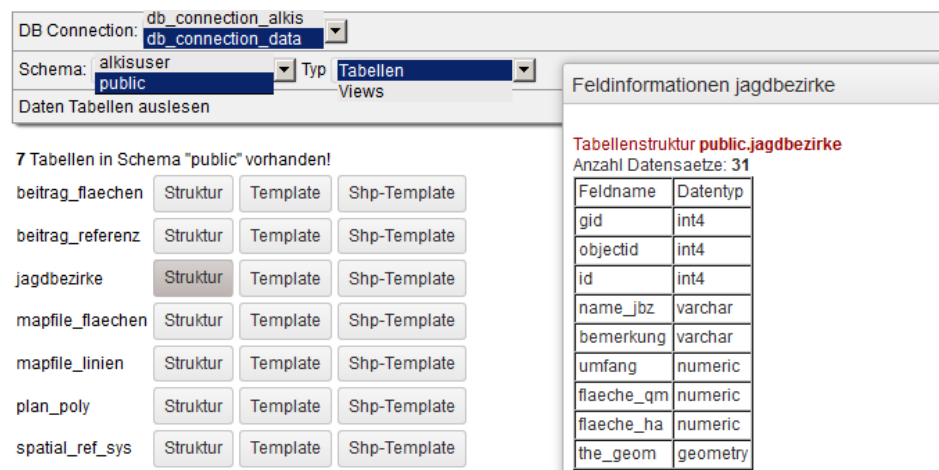 DB Connection: db_connection_alkis
db_connection_data
Schema: alkisuser
public
Typ Tabellen
Views
Daten Tabellen auslesen
7 Tabellen in Schema "public" vorhanden!
beitrag_flaechen Struktur Template Shp-Template
beitrag_referenz Struktur Template Shp-Template
jagdbezirke Struktur Template Shp-Template
mapfile_flaechen Struktur Template Shp-Template
mapfile_linien Struktur Template Shp-Template
plan_poly Struktur Template Shp-Template
spatial_ref_sys Struktur Template Shp-Template
Feldinformationen jagdbezirke
Tabellenstruktur public.jagdbezirke
Anzahl Datensaetze: 31
Feldname Datentyp
gid int4
objectid int4
id int4
name_jbz varchar
bemerkung varchar
umfang numeric
flaeche_qm numeric
flaeche_ha numeric
the_geom geometry